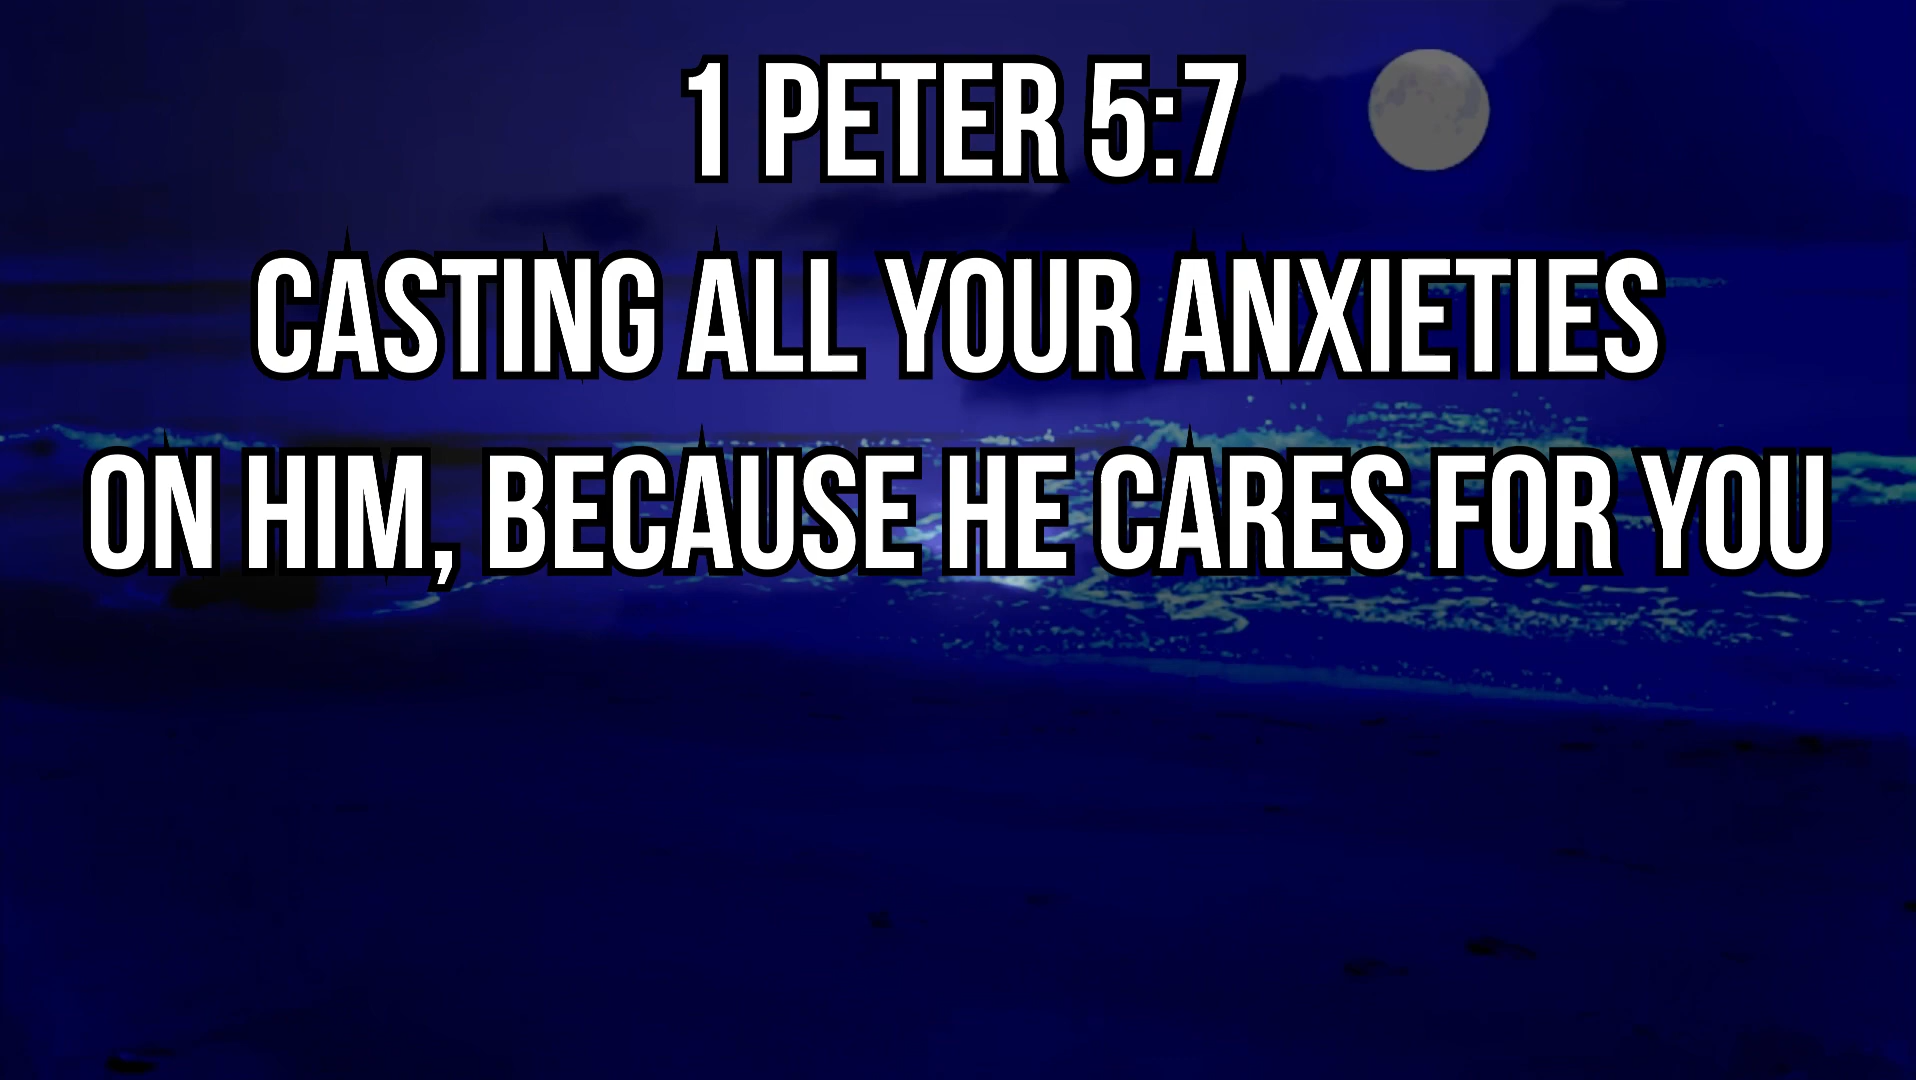 1 PETER 5:7
CASTING ALL YOUR ANXIETIES
ON HIM, BECAUSE HE CARES FOR YOU